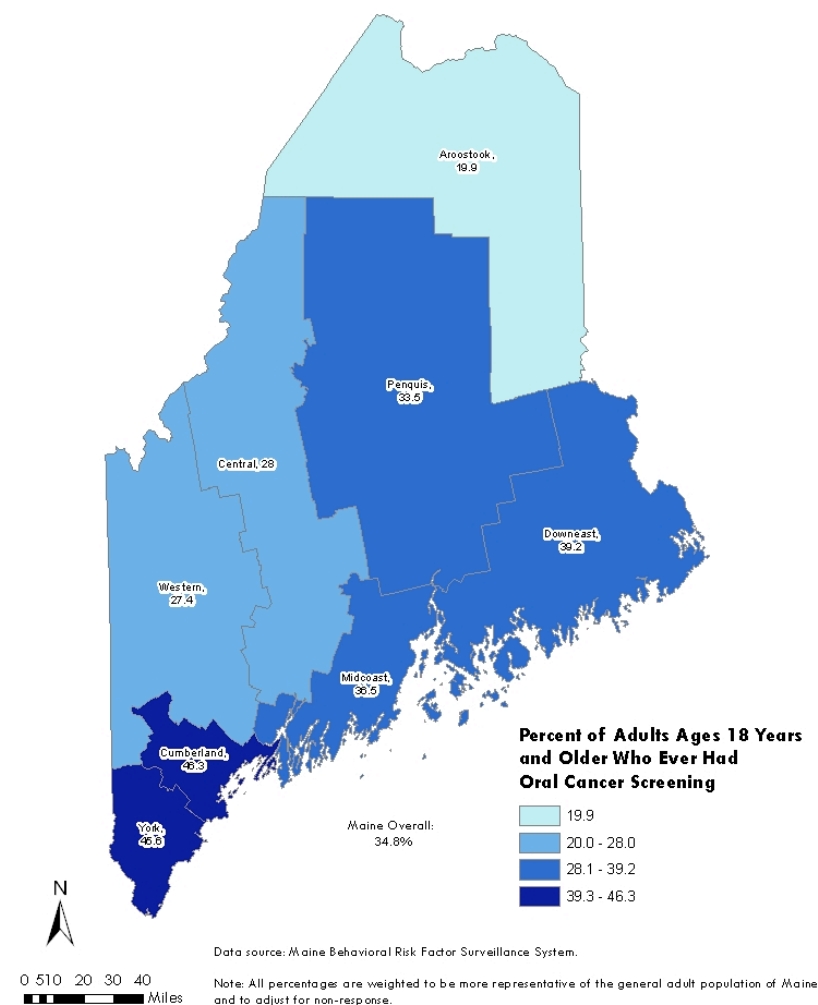 Aroostook,
19.9
Penquis,
33.5
Central, 28
Downeast,
39.2
Western,
27.4
Midcoast,
36.5
Cumberland,
46.3
York,
45.6
Percent of Adults Ages 18 Years
and Older Who Ever Had
Oral Cancer Screening
19.9
20.0 - 28.0
28.1 - 39.2
39.3 - 46.3
Maine Overall:
34.8%
N
0 510 20 30 40
Miles
Data source: Maine Behavioral Risk Factor Surveillance System.
Note: All percentages are weighted to be more representative of the general adult population of Maine
and to adjust for non-response.